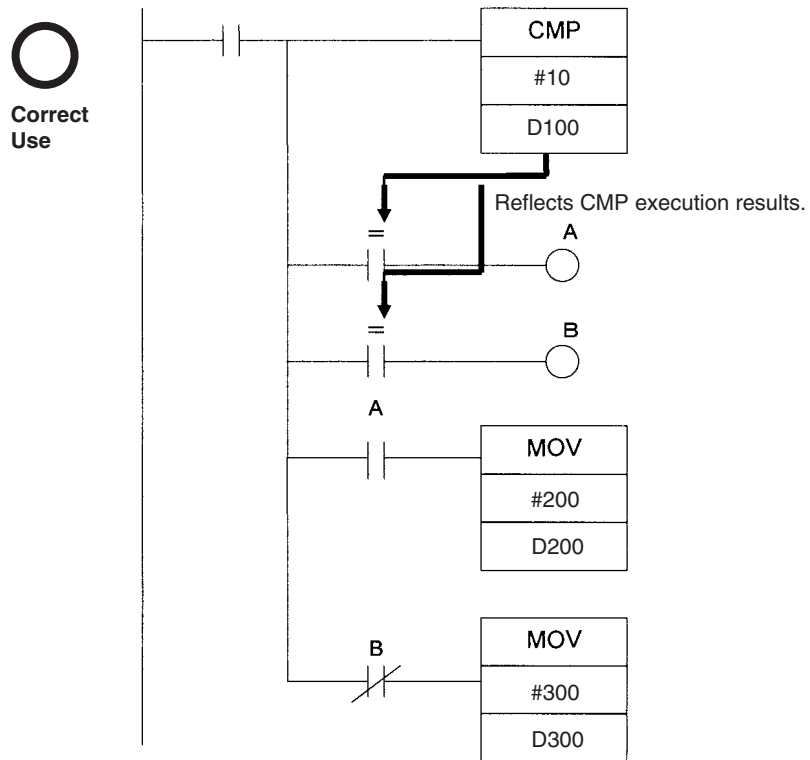 CMP
#10
Correct
Use
D100
Reflects CMP execution results.
=
A
=
B
A
MOV
#200
D200
B
MOV
#300
D300